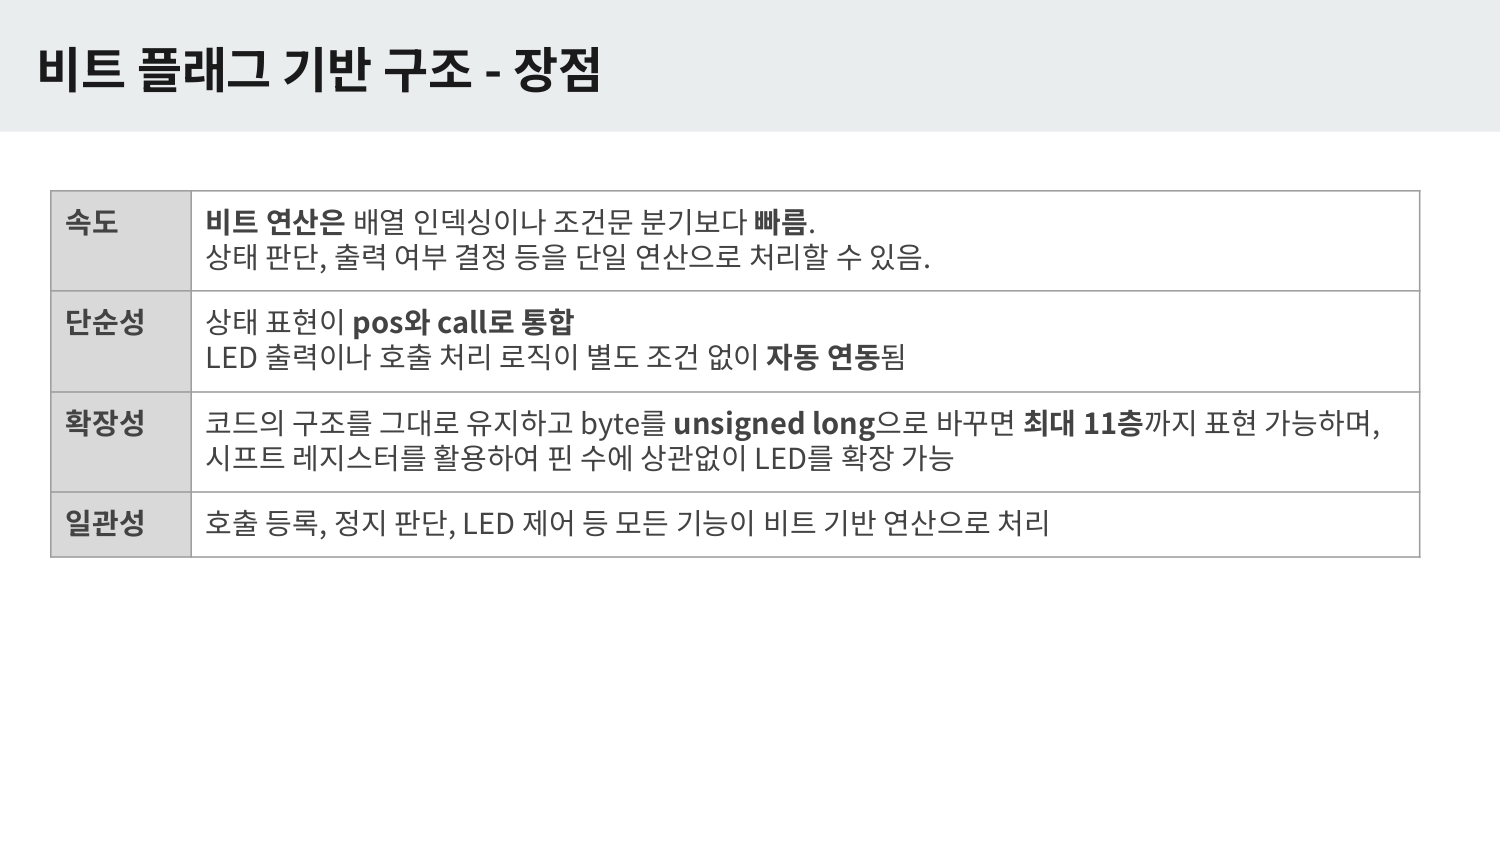 비트 플래그 기반 구조 - 장점
속도
비트 연산은 배열 인덱싱이나 조건문 분기보다 빠름.
상태 판단, 출력 여부 결정 등을 단일 연산으로 처리할 수 있음.
단순성
상태 표현이 pos와 call로 통합
LED 출력이나 호출 처리 로직이 별도 조건 없이 자동 연동됨
확장성
코드의 구조를 그대로 유지하고 byte를 unsigned long으로 바꾸면 최대 11층까지 표현 가능하며,
시프트 레지스터를 활용하여 핀 수에 상관없이 LED를 확장 가능
일관성
호출 등록, 정지 판단, LED 제어 등 모든 기능이 비트 기반 연산으로 처리